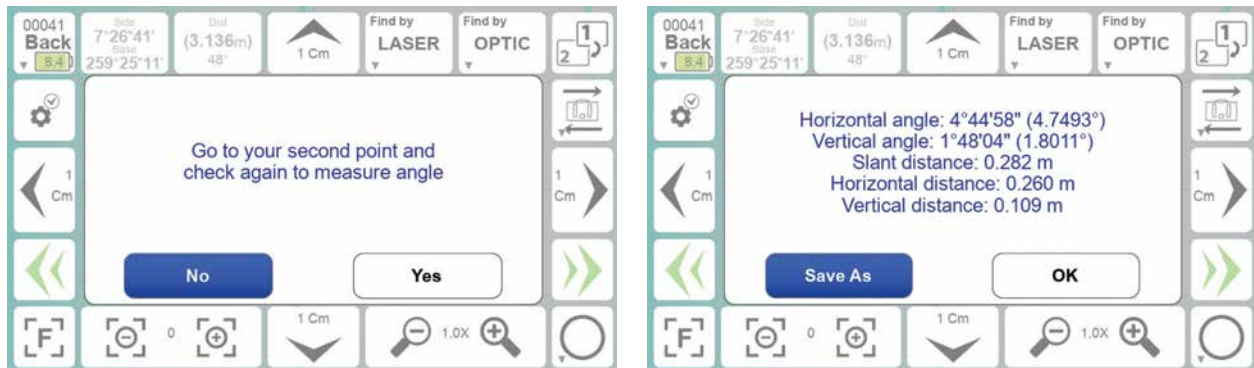 00041
Back
8.4
Side
7°26'41'
Base
259°25'11'
Dist
(3.136m)
48'
1 Cm
Find by
LASER
Find by
OPTIC
1
2
Go to your second point and
check again to measure angle
1
Cm
1
Cm
No
Yes
F
0
1 Cm
1.0X
00041
Back
8.4
Side
7°26'41'
Base
259°25'11'
Dist
(3.136m)
48'
1 Cm
Find by
LASER
Find by
OPTIC
1
2
Horizontal angle: 4°44'58" (4.7493°)
Vertical angle: 1°48'04" (1.8011°)
Slant distance: 0.282 m
Horizontal distance: 0.260 m
Vertical distance: 0.109 m
1
Cm
1
Cm
Save As
OK
F
0
1 Cm
1.0X